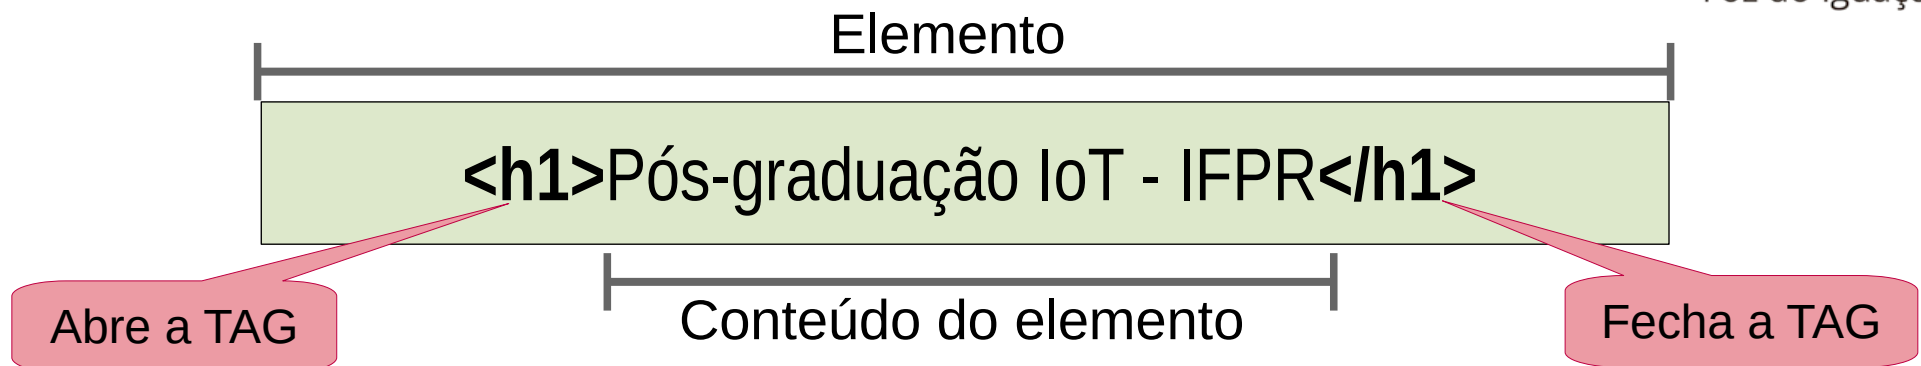 Elemento
<h1>Pós-graduação IoT - IFPR</h1>
Abre a TAG
Conteúdo do elemento
Fecha a TAG